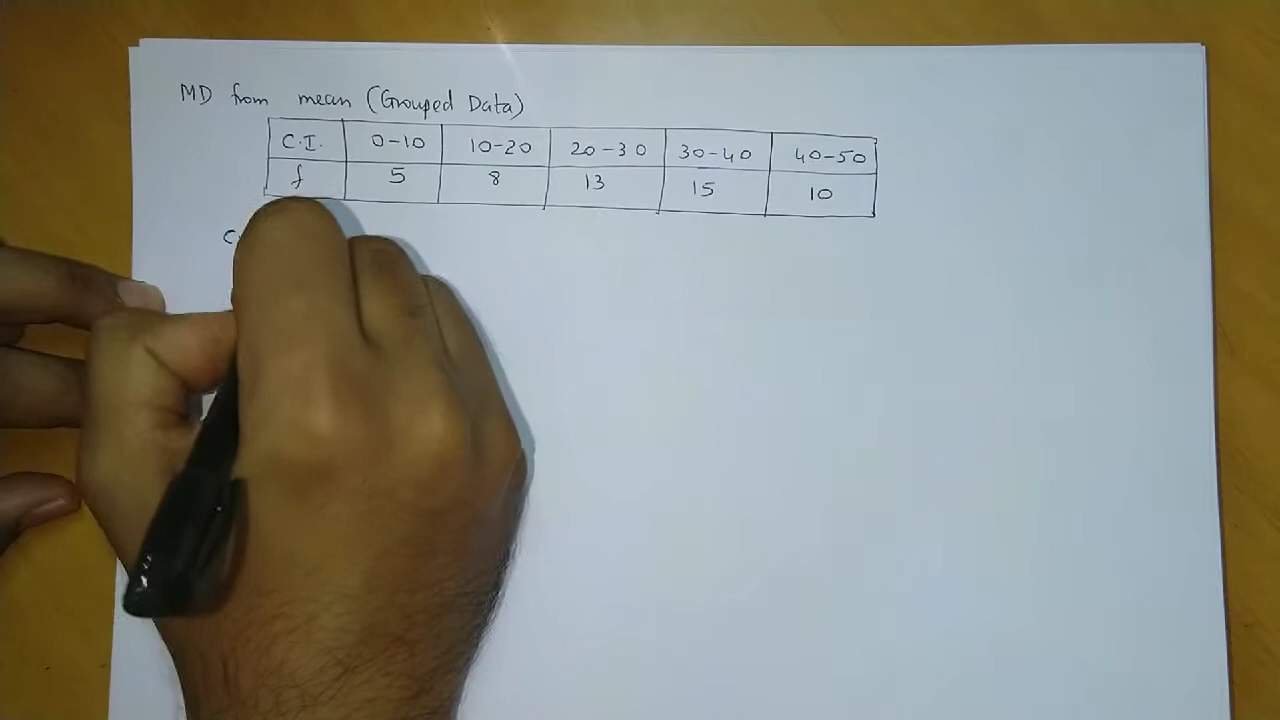 MD from mean (Grouped Data)
C.I. 0-10 10-20 20-30 30-40 40-50
f 5 8 13 15 10